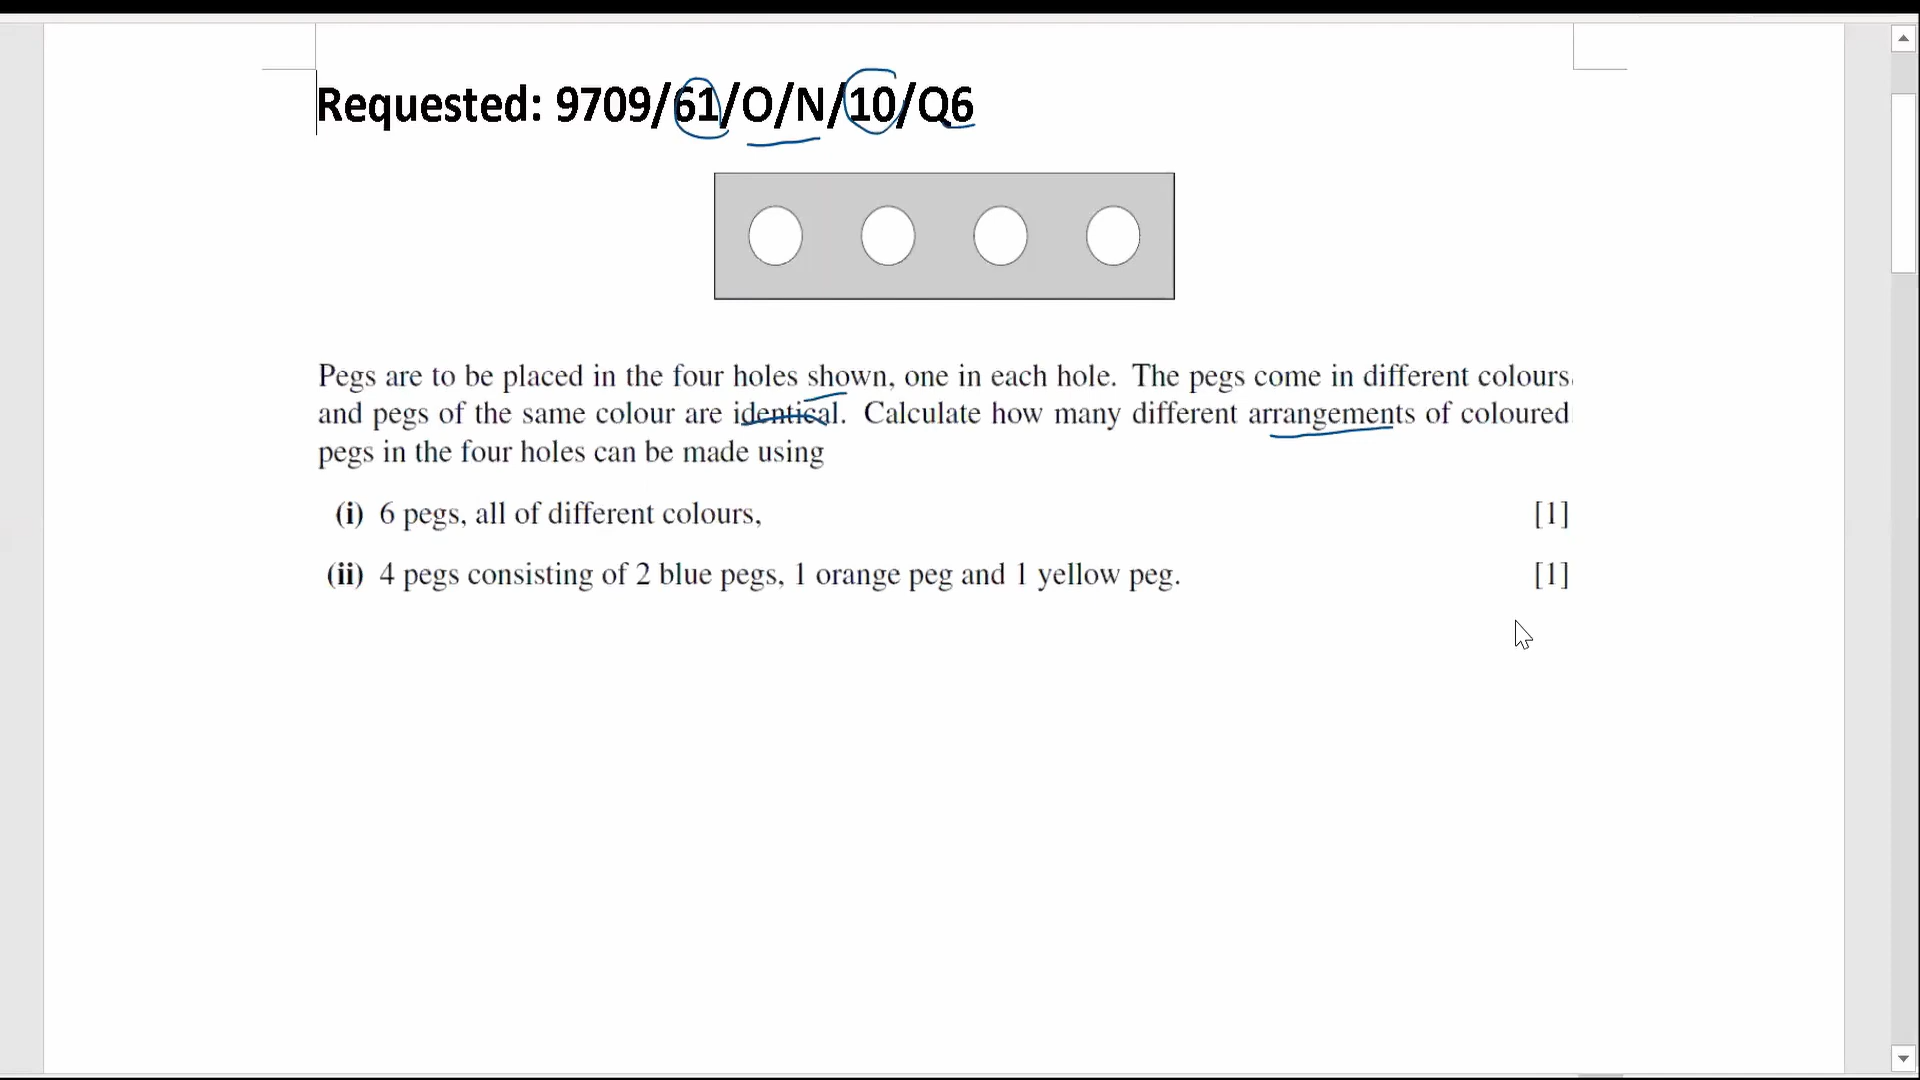 Requested: 9709/61/O/N/10/Q6
Pegs are to be placed in the four holes shown, one in each hole. The pegs come in different colours
and pegs of the same colour are identical. Calculate how many different arrangements of coloured
pegs in the four holes can be made using
(i) 6 pegs, all of different colours, [1]
(ii) 4 pegs consisting of 2 blue pegs, 1 orange peg and 1 yellow peg. [1]